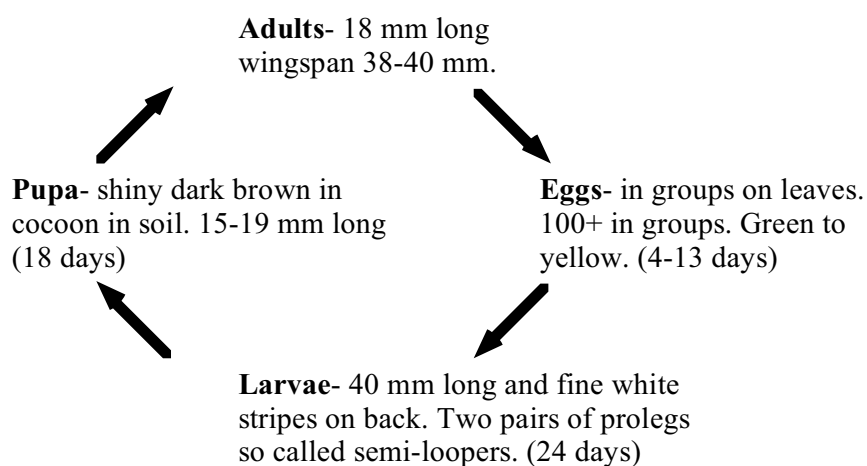 Adults- 18 mm long
wingspan 38-40 mm.
Pupa- shiny dark brown in
cocoon in soil. 15-19 mm long
(18 days)
Eggs- in groups on leaves.
100+ in groups. Green to
yellow. (4-13 days)
Larvae- 40 mm long and fine white
stripes on back. Two pairs of prolegs
so called semi-loopers. (24 days)